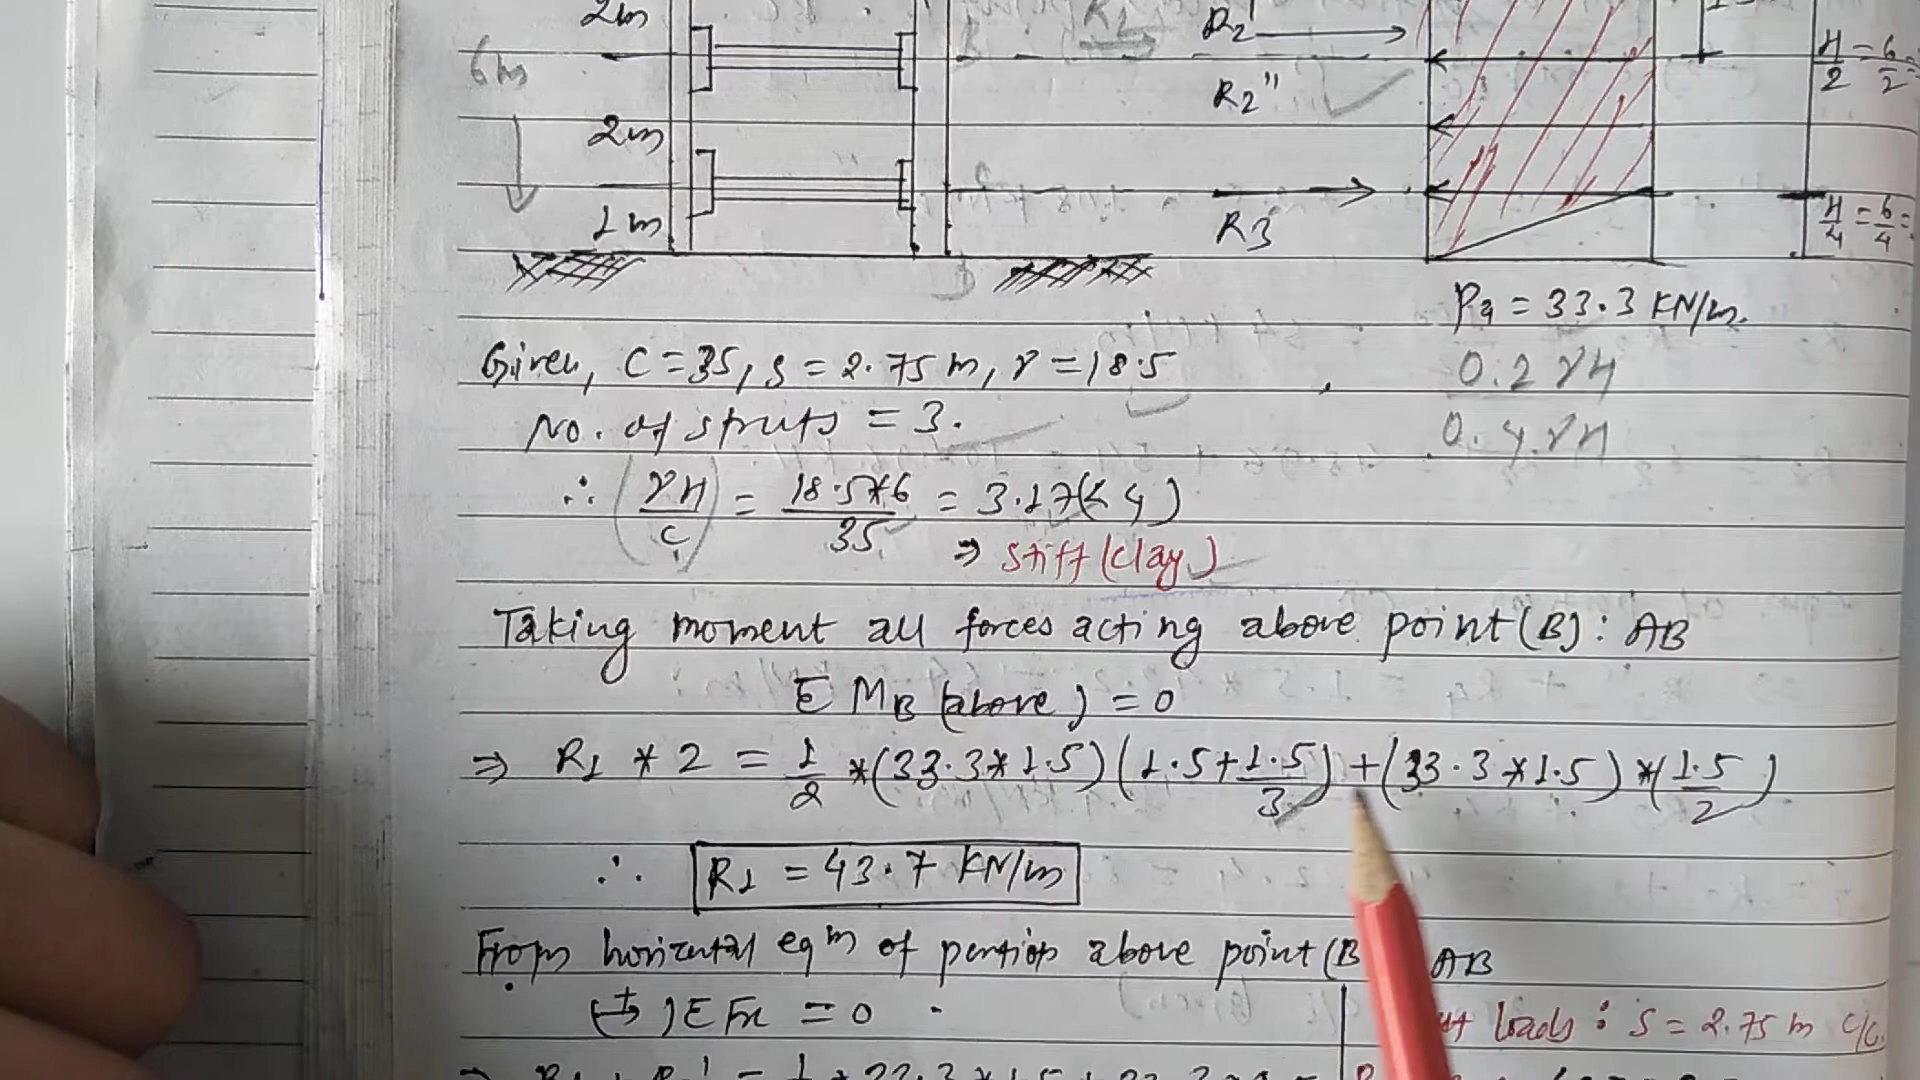 2m
R2'
H/2 = 6/2
6m
R2"
2m
1m
R3
H/4 = 6/4 =
Pa = 33.3 KN/m.
Given, C = 35, S = 2.75 m, γ = 18.5
0.2 γH
No. of struts = 3.
0.4 γH
∴ (γH/C) = 18.5*6/35 = 3.17(< 4)
⇒ stiff (clay)
Taking moment all forces acting above point (B): AB
Σ MB (above) = 0
⇒ R1 * 2 = 1/2 * (33.3*1.5) (1.5 + 1.5/3) + (33.3*1.5) * (1.5/2)
∴ R1 = 43.7 KN/m
From horizontal eqm of portion above point (B AB
(+→) ΣFx = 0
loads : S = 2.75 m c/c.